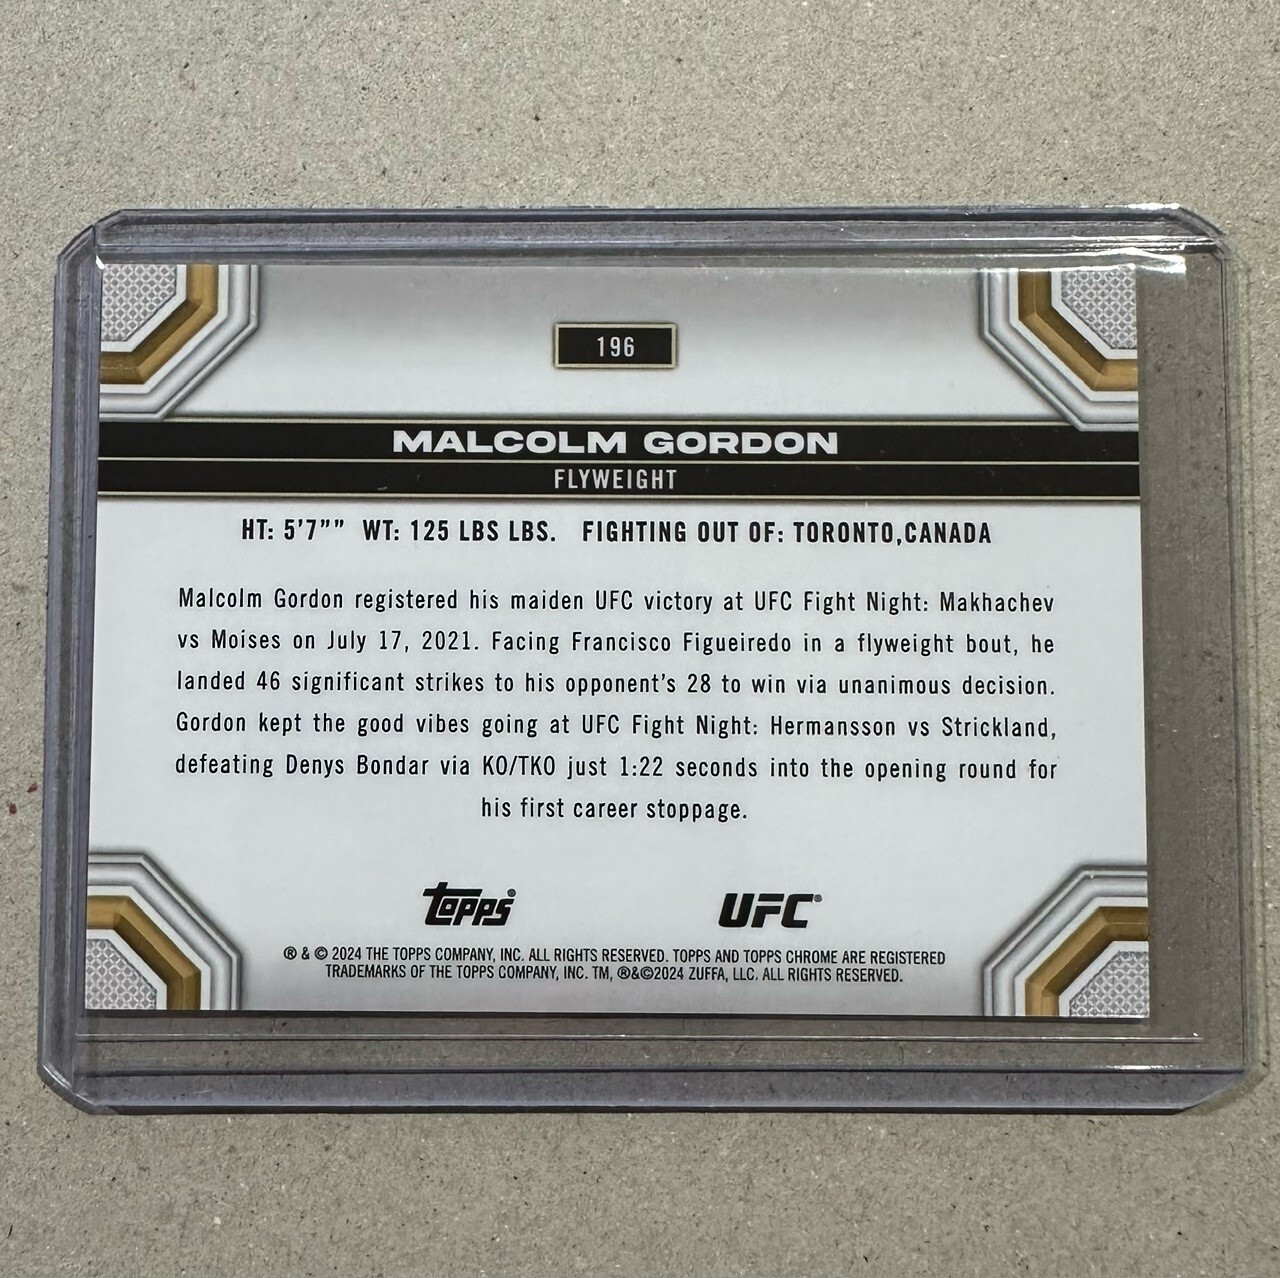 196
MALCOLM GORDON
FLYWEIGHT
HT: 5'7"" WT: 125 LBS LBS. FIGHTING OUT OF: TORONTO,CANADA
Malcolm Gordon registered his maiden UFC victory at UFC Fight Night: Makhachev
vs Moises on July 17, 2021. Facing Francisco Figueiredo in a flyweight bout, he
landed 46 significant strikes to his opponent's 28 to win via unanimous decision.
Gordon kept the good vibes going at UFC Fight Night: Hermansson vs Strickland,
defeating Denys Bondar via KO/TKO just 1:22 seconds into the opening round for
his first career stoppage.
Topps® UFC®
® & © 2024 THE TOPPS COMPANY, INC. ALL RIGHTS RESERVED. TOPPS AND TOPPS CHROME ARE REGISTERED
TRADEMARKS OF THE TOPPS COMPANY, INC. TM, ®&©2024 ZUFFA, LLC. ALL RIGHTS RESERVED.